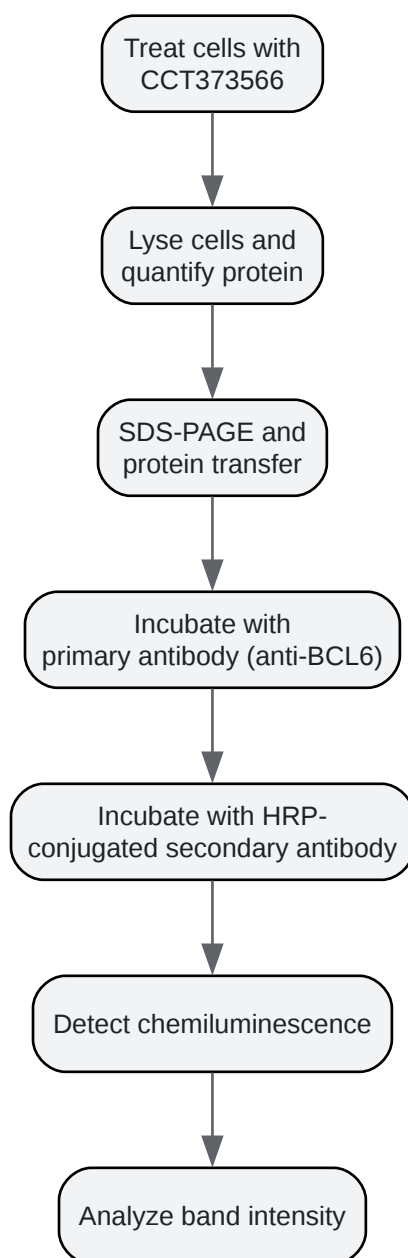 Treat cells with
CCT373566
Lyse cells and
quantify protein
SDS-PAGE and
protein transfer
Incubate with
primary antibody (anti-BCL6)
Incubate with HRP-
conjugated secondary antibody
Detect chemiluminescence
Analyze band intensity